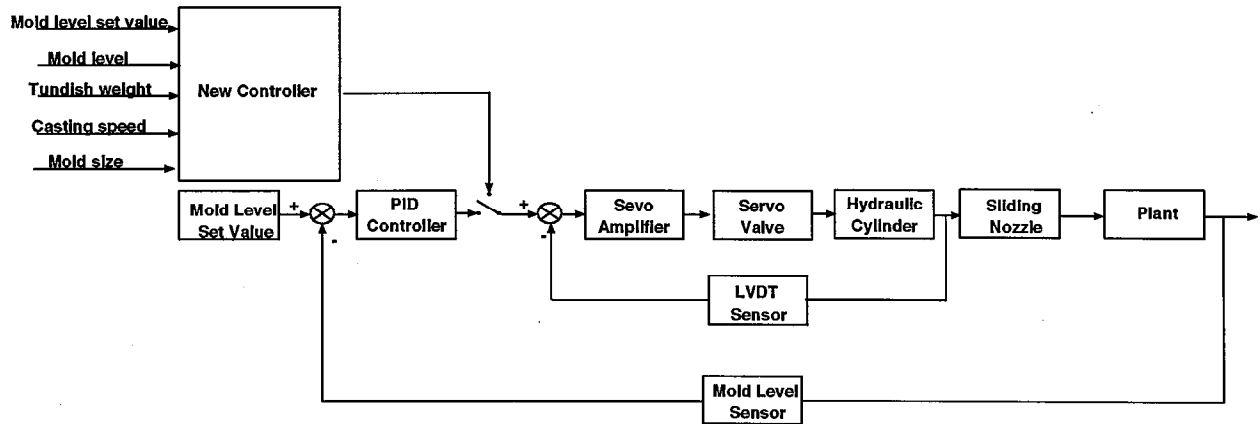 Mold level set value
Mold level
Tundish weight
Casting speed
Mold size
New Controller
Mold Level
Set Value
+
-
PID
Controller
+
-
Sevo
Amplifier
Servo
Valve
Hydraulic
Cylinder
Sliding
Nozzle
Plant
LVDT
Sensor
Mold Level
Sensor